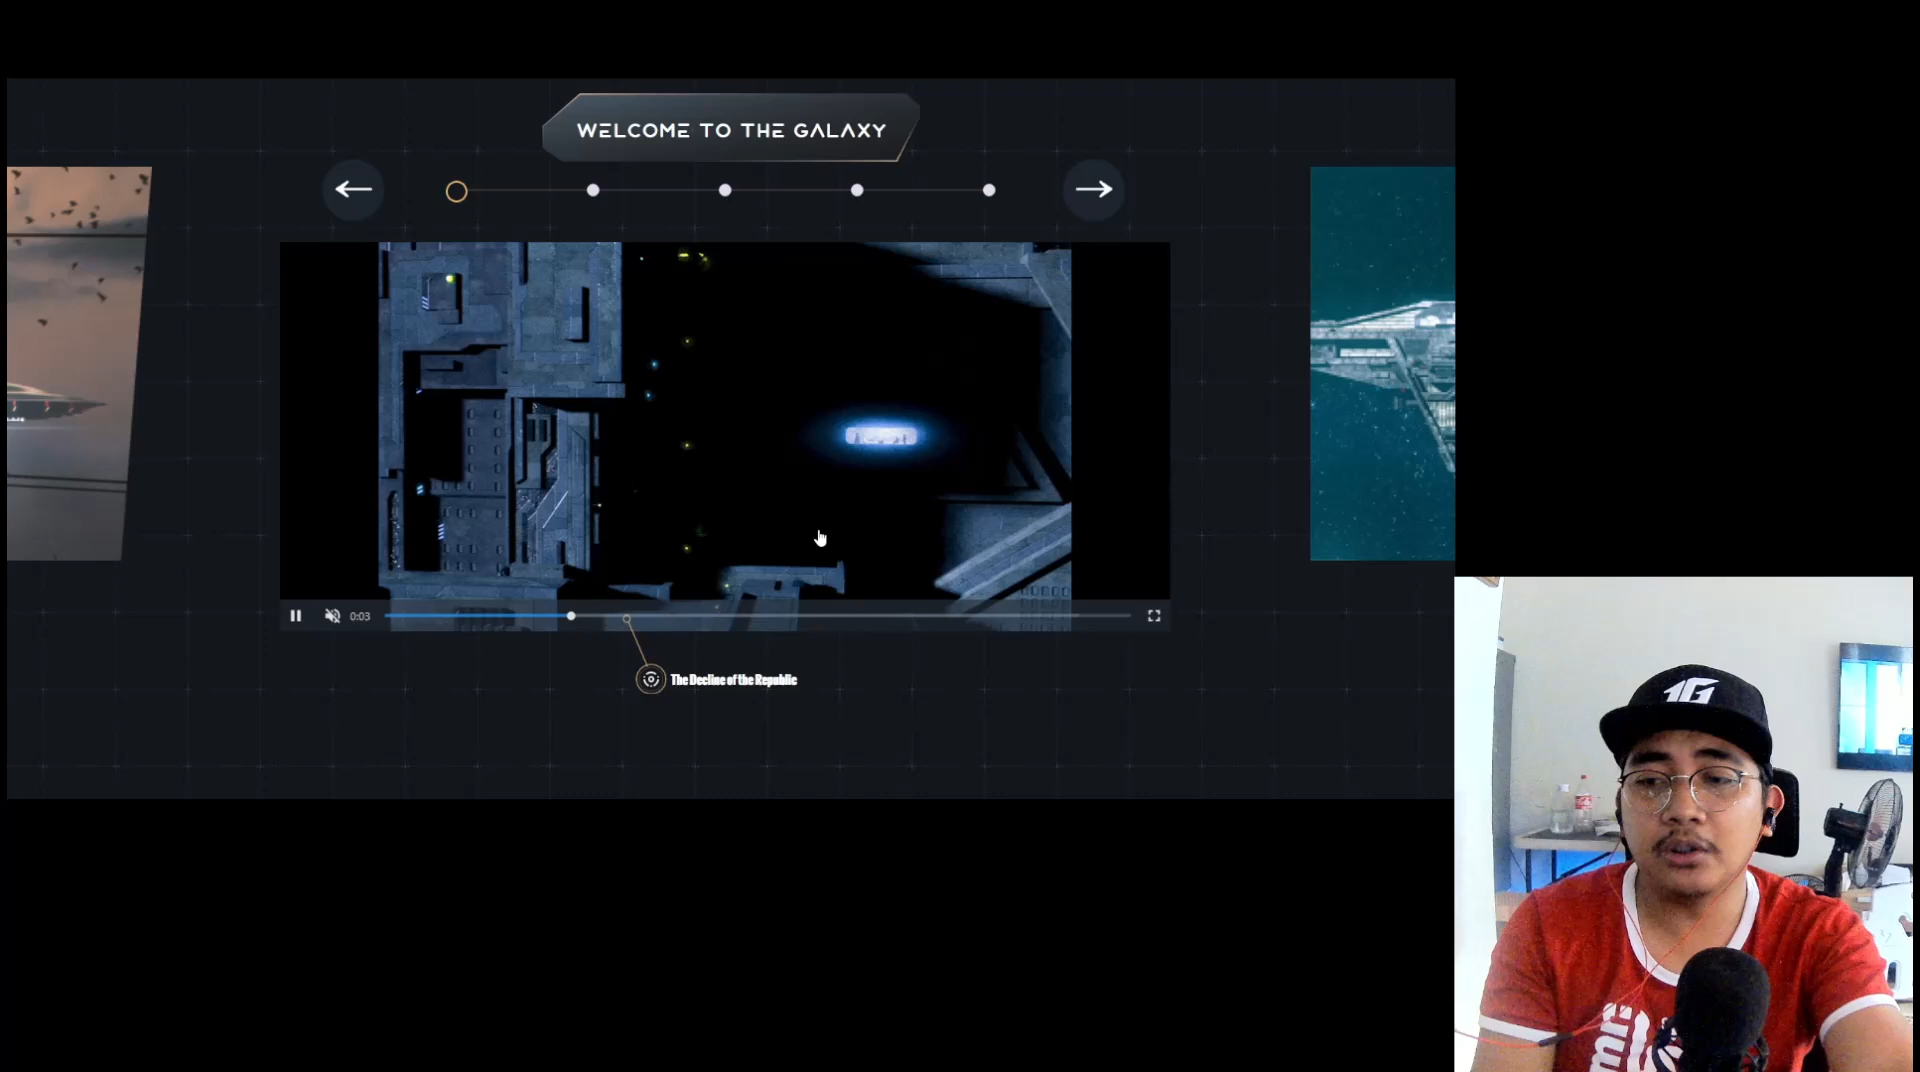 WELCOME TO THE GALAXY
0:03
The Decline of the Republic